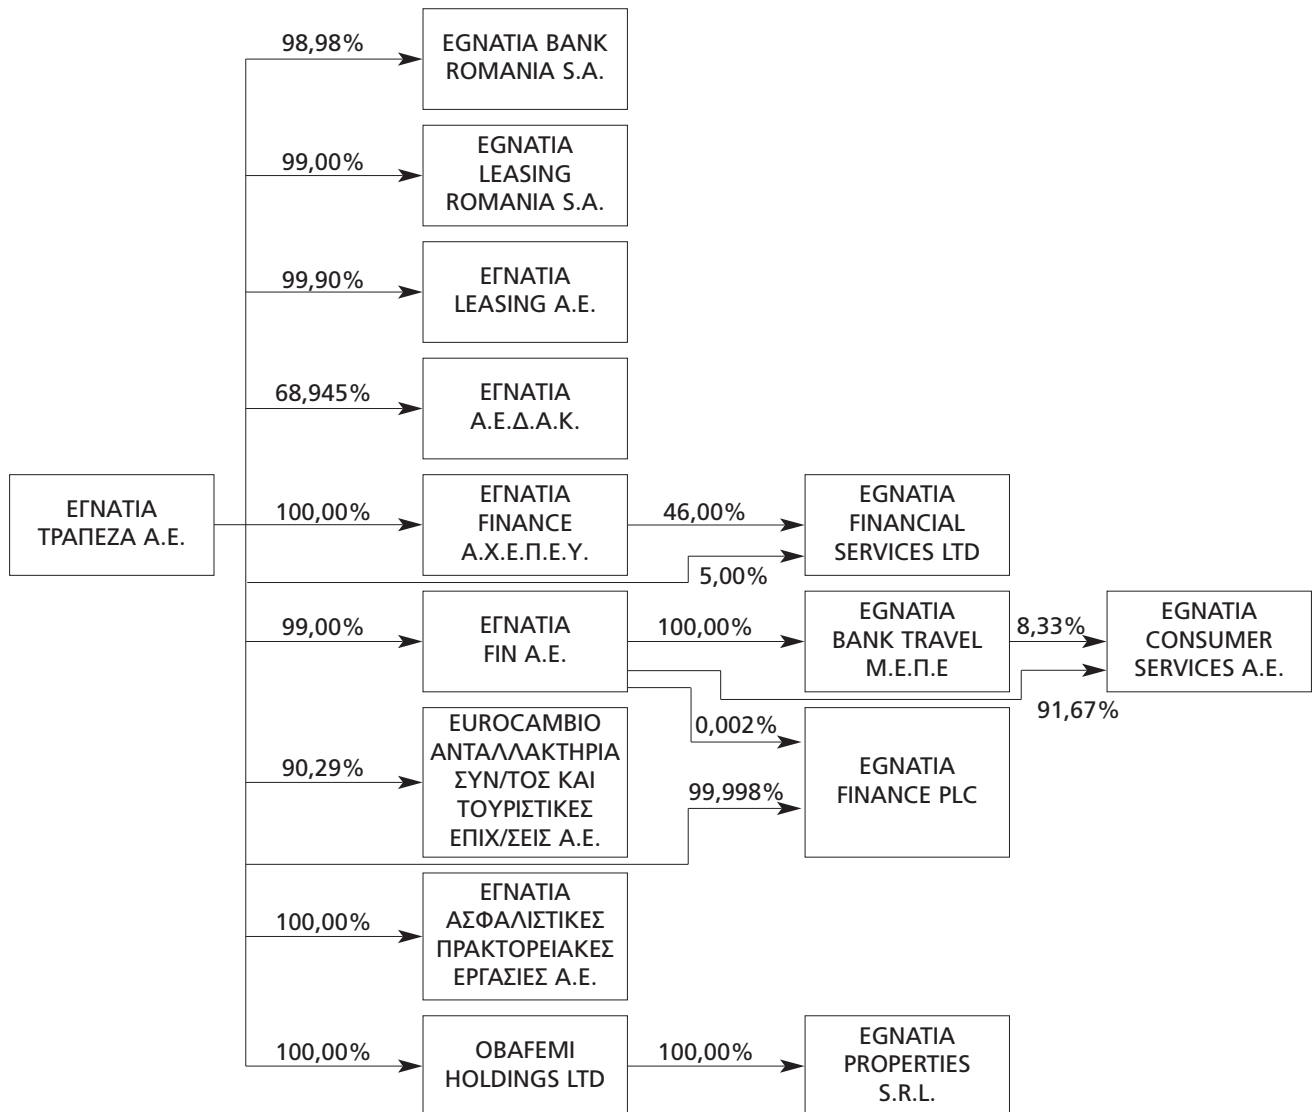 98,98%
EGNATIA BANK
ROMANIA S.A.
99,00%
EGNATIA
LEASING
ROMANIA S.A.
99,90%
ΕΓΝΑΤΙΑ
LEASING A.E.
68,945%
ΕΓΝΑΤΙΑ
Α.Ε.Δ.Α.Κ.
ΕΓΝΑΤΙΑ
ΤΡΑΠΕΖΑ Α.Ε.
100,00%
ΕΓΝΑΤΙΑ
FINANCE
Α.Χ.Ε.Π.Ε.Υ.
46,00%
EGNATIA
FINANCIAL
SERVICES LTD
5,00%
99,00%
ΕΓΝΑΤΙΑ
FIN A.E.
100,00%
EGNATIA
BANK TRAVEL
Μ.Ε.Π.Ε
8,33%
EGNATIA
CONSUMER
SERVICES A.E.
91,67%
0,002%
90,29%
EUROCAMBIO
ΑΝΤΑΛΛΑΚΤΗΡΙΑ
ΣΥΝ/ΤΟΣ ΚΑΙ
ΤΟΥΡΙΣΤΙΚΕΣ
ΕΠΙΧ/ΣΕΙΣ Α.Ε.
99,998%
EGNATIA
FINANCE PLC
100,00%
ΕΓΝΑΤΙΑ
ΑΣΦΑΛΙΣΤΙΚΕΣ
ΠΡΑΚΤΟΡΕΙΑΚΕΣ
ΕΡΓΑΣΙΕΣ Α.Ε.
100,00%
OBAFEMI
HOLDINGS LTD
100,00%
EGNATIA
PROPERTIES
S.R.L.